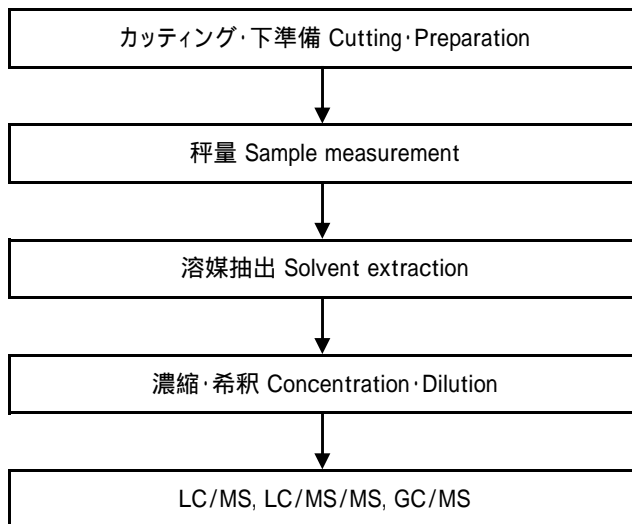 カッティング･下準備 Cutting･Preparation
秤量 Sample measurement
溶媒抽出 Solvent extraction
濃縮･希釈 Concentration･Dilution
LC/MS, LC/MS/MS, GC/MS